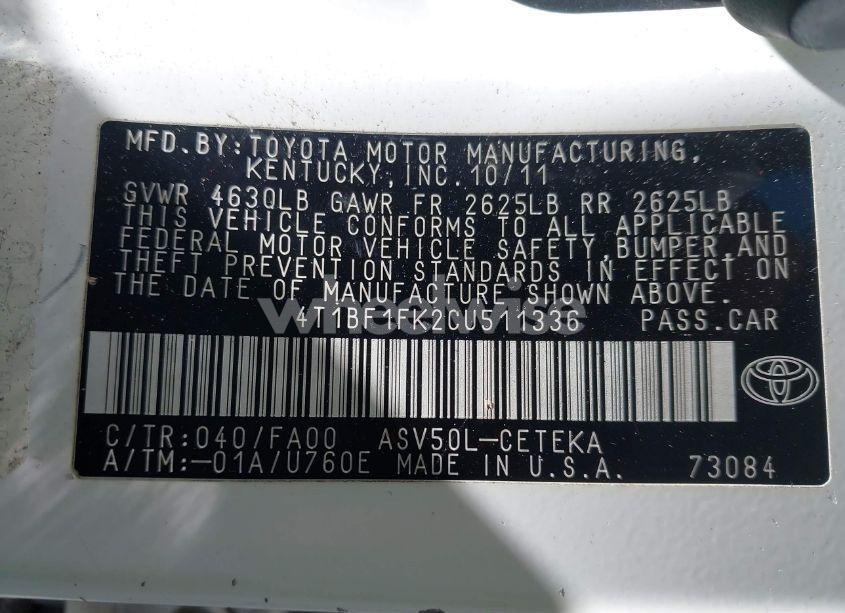 MFD.BY:TOYOTA MOTOR MANUFACTURING,
KENTUCKY,INC.10/11
GVWR 4630LB GAWR FR 2625LB RR 2625LB
THIS VEHICLE CONFORMS TO ALL APPLICABLE
FEDERAL MOTOR VEHICLE SAFETY,BUMPER,AND
THEFT PREVENTION STANDARDS IN EFFECT ON
THE DATE OF MANUFACTURE SHOWN ABOVE.
wheelwise
4T1BF1FK2CU511336 PASS.CAR
C/TR:040/FA00 ASV50L-CETEKA
A/TM:-01A/U760E MADE IN U.S.A. 73084